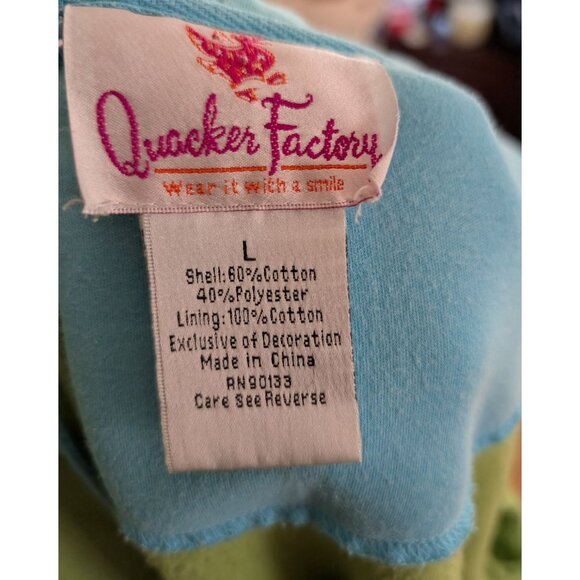 Quacker Factory
Wear it with a smile
L
Shell:60%Cotton
40%Polyester
Lining:100%Cotton
Exclusive of Decoration
Made in China
RN90133
Care See Reverse